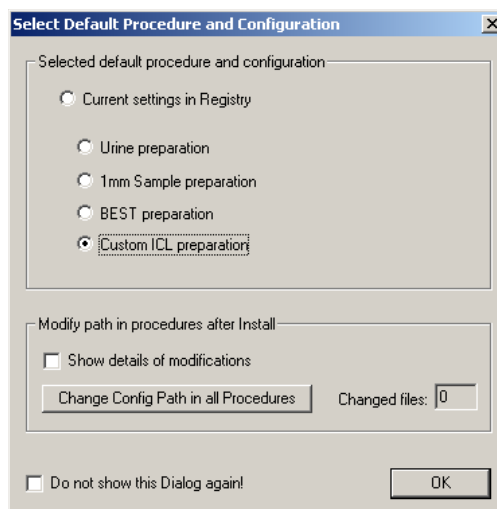 Select Default Procedure and Configuration
Selected default procedure and configuration
Current settings in Registry
Urine preparation
1mm Sample preparation
BEST preparation
Custom ICL preparation
Modify path in procedures after Install
Show details of modifications
Change Config Path in all Procedures Changed files: 0
Do not show this Dialog again! OK